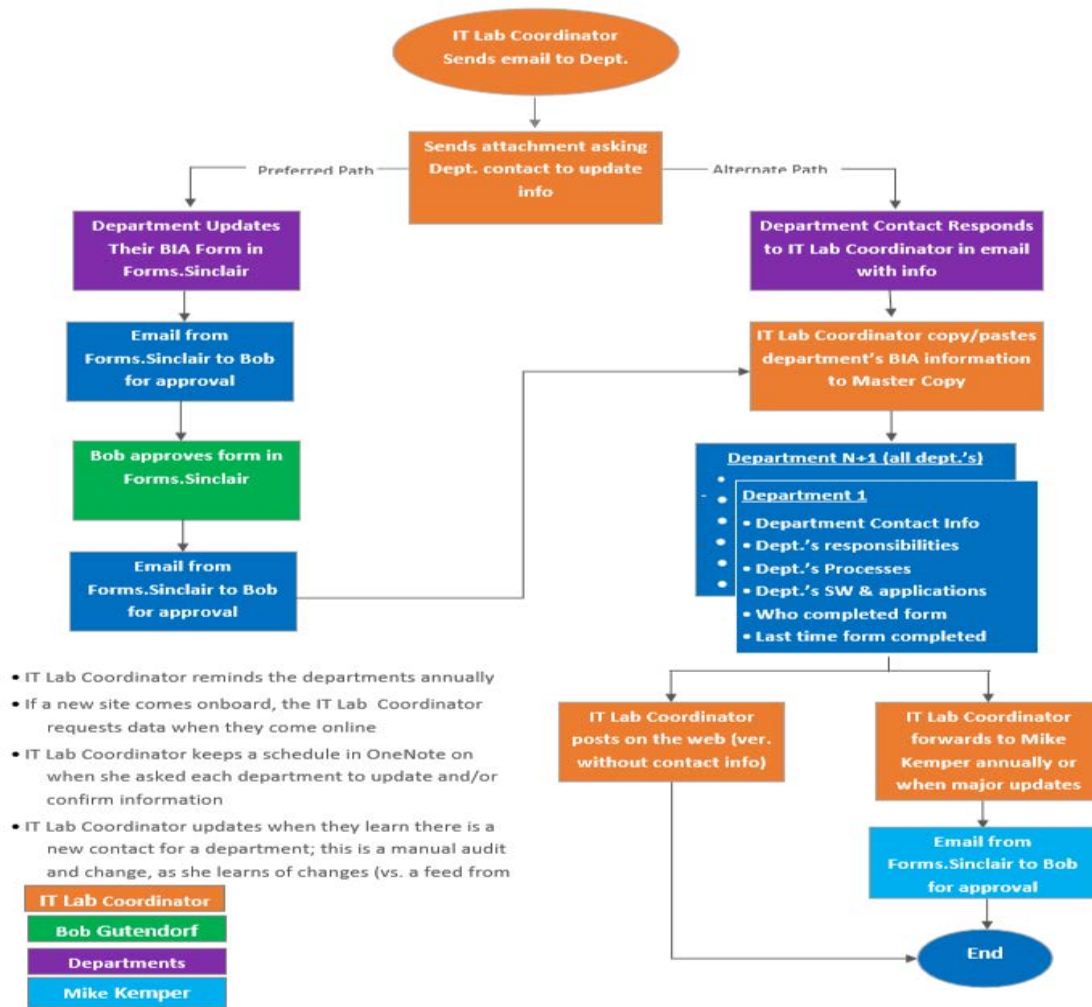 IT Lab Coordinator
Sends email to Dept.
Sends attachment asking
Dept. contact to update
info
Preferred Path
Alternate Path
Department Updates
Their BIA Form in
Forms.Sinclair
Department Contact Responds
to IT Lab Coordinator in email
with info
Email from
Forms.Sinclair to Bob
for approval
IT Lab Coordinator copy/pastes
department's BIA information
to Master Copy
Bob approves form in
Forms.Sinclair
Email from
Forms.Sinclair to Bob
for approval
Department N+1 (all dept.'s)
Department 1
• Department Contact Info
• Dept.'s responsibilities
• Dept.'s Processes
• Dept.'s SW & applications
• Who completed form
• Last time form completed
• IT Lab Coordinator reminds the departments annually
• If a new site comes onboard, the IT Lab Coordinator
requests data when they come online
• IT Lab Coordinator keeps a schedule in OneNote on
when she asked each department to update and/or
confirm information
• IT Lab Coordinator updates when they learn there is a
new contact for a department; this is a manual audit
and change, as she learns of changes (vs. a feed from
IT Lab Coordinator
posts on the web (ver.
without contact info)
IT Lab Coordinator
forwards to Mike
Kemper annually or
when major updates
Email from
Forms.Sinclair to Bob
for approval
End
IT Lab Coordinator
Bob Gutendorf
Departments
Mike Kemper